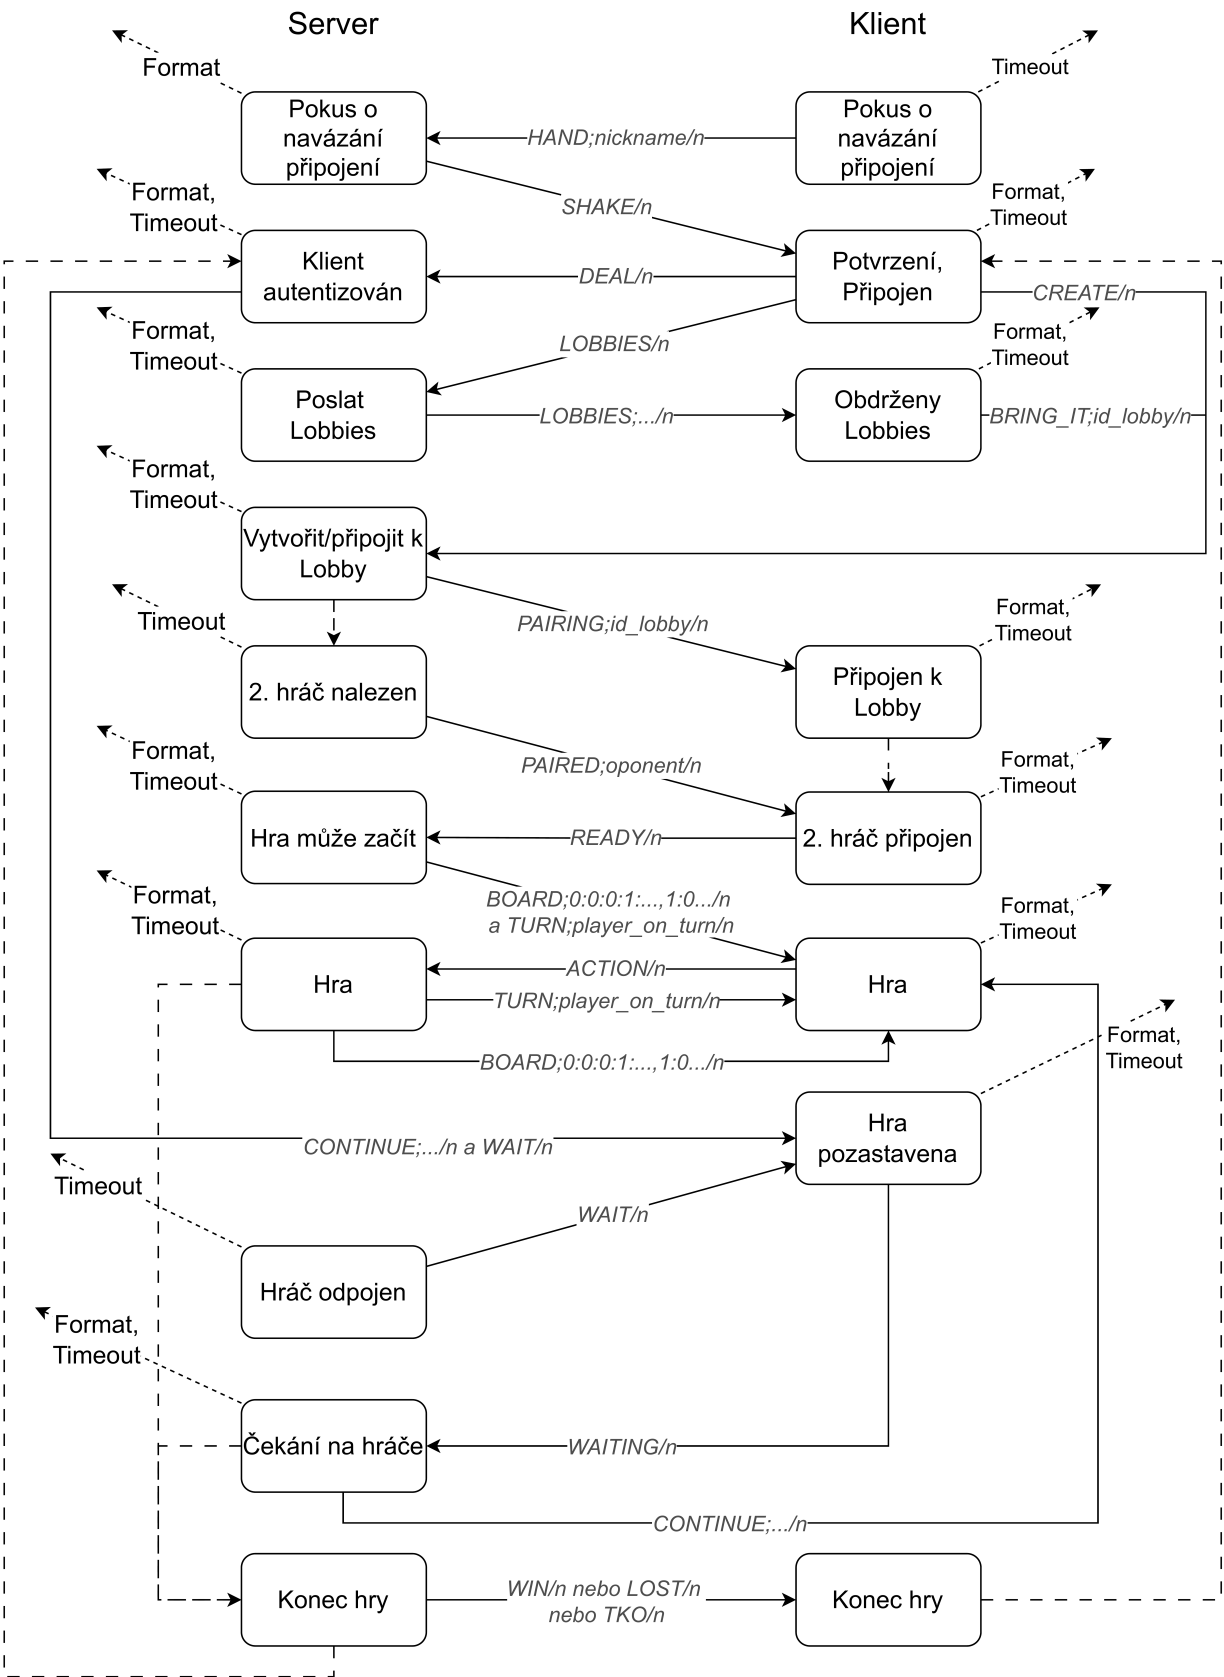 Server
Klient
Format
Timeout
Pokus o
navázání
připojení
HAND;nickname/n
Pokus o
navázání
připojení
Format,
Timeout
SHAKE/n
Format,
Timeout
Klient
autentizován
DEAL/n
Potvrzení,
Připojen
CREATE/n
Format,
Timeout
LOBBIES/n
Format,
Timeout
Poslat
Lobbies
LOBBIES;.../n
Obdrženy
Lobbies
BRING_IT;id_lobby/n
Format,
Timeout
Vytvořit/připojit k
Lobby
Timeout
PAIRING;id_lobby/n
Format,
Timeout
2. hráč nalezen
Připojen k
Lobby
Format,
Timeout
PAIRED;oponent/n
Format,
Timeout
Hra může začít
READY/n
2. hráč připojen
Format,
Timeout
BOARD;0:0:0:1:...,1:0.../n
a TURN;player_on_turn/n
Format,
Timeout
Hra
ACTION/n
TURN;player_on_turn/n
Hra
BOARD;0:0:0:1:...,1:0.../n
Format,
Timeout
Hra
pozastavena
CONTINUE;.../n a WAIT/n
Timeout
WAIT/n
Hráč odpojen
Format,
Timeout
Čekání na hráče
WAITING/n
CONTINUE;.../n
Konec hry
WIN/n nebo LOST/n
nebo TKO/n
Konec hry